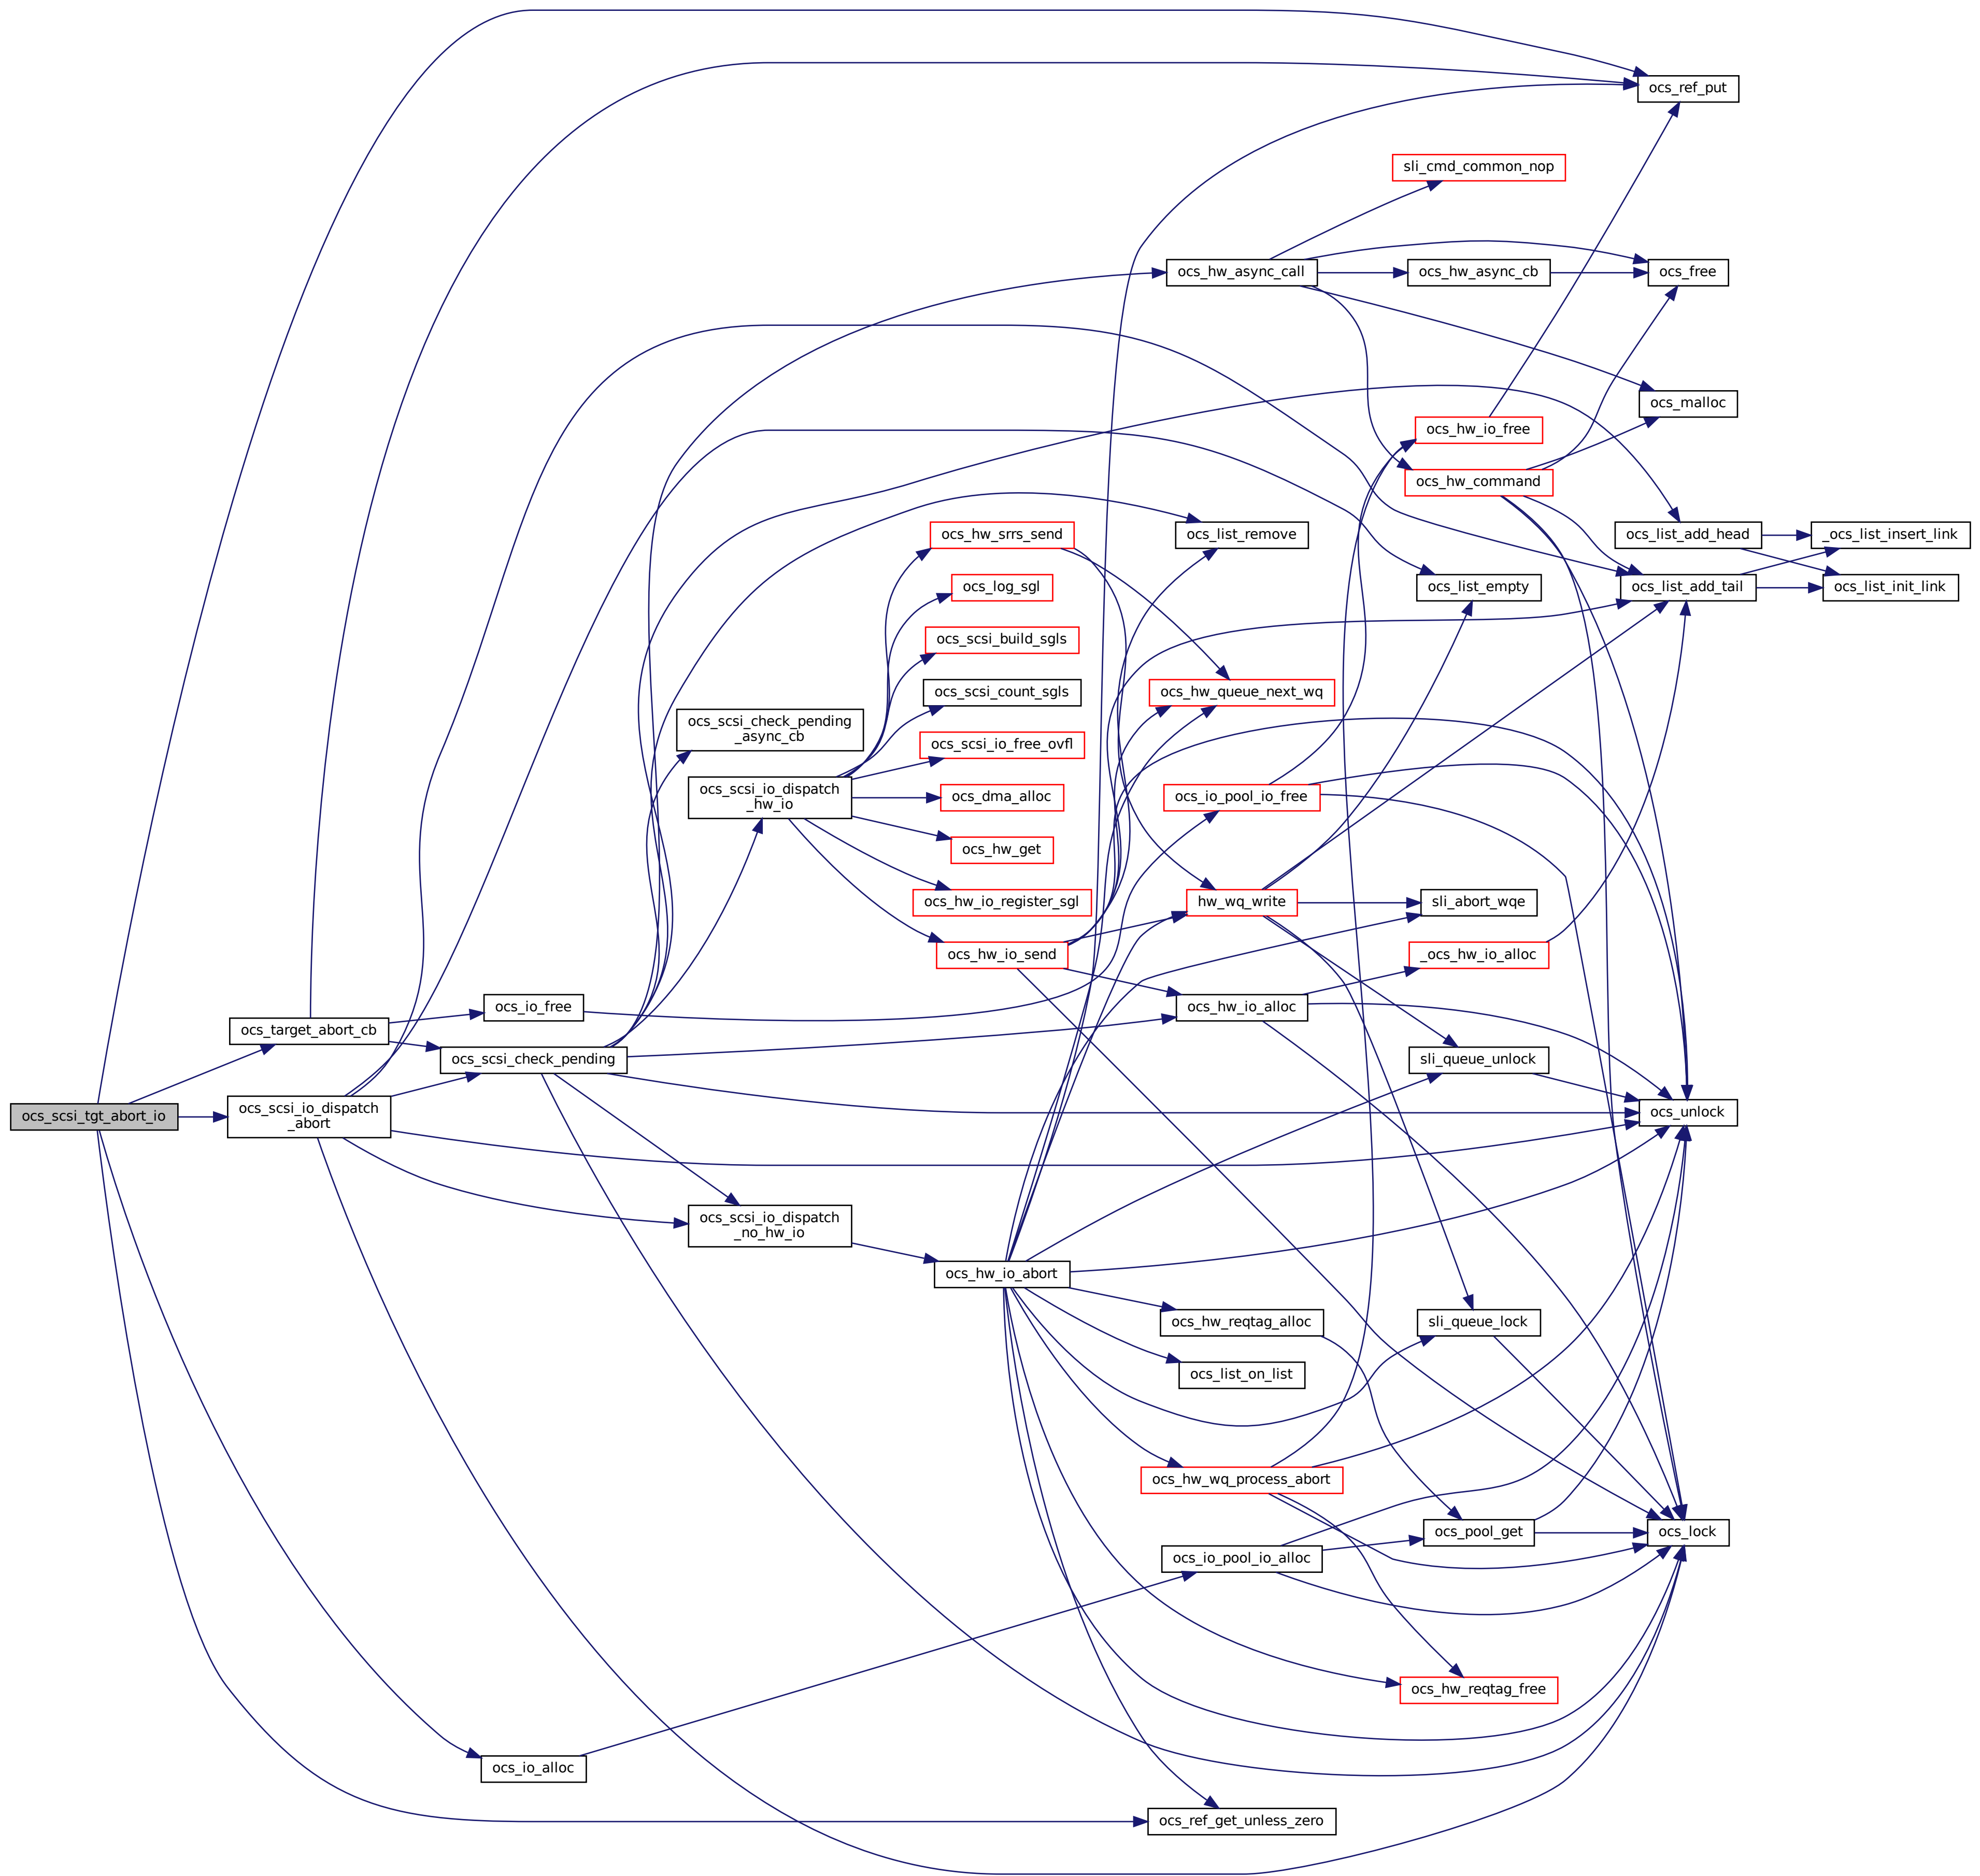 ocs_scsi_tgt_abort_io
ocs_target_abort_cb
ocs_scsi_io_dispatch
_abort
ocs_io_free
ocs_scsi_check_pending
ocs_io_alloc
ocs_scsi_check_pending
_async_cb
ocs_scsi_io_dispatch
_hw_io
ocs_scsi_io_dispatch
_no_hw_io
ocs_hw_srrs_send
ocs_log_sgl
ocs_scsi_build_sgls
ocs_scsi_count_sgls
ocs_scsi_io_free_ovfl
ocs_dma_alloc
ocs_hw_get
ocs_hw_io_register_sgl
ocs_hw_io_send
ocs_hw_io_abort
ocs_hw_async_call
ocs_list_remove
ocs_hw_queue_next_wq
ocs_io_pool_io_free
hw_wq_write
ocs_hw_io_alloc
ocs_hw_reqtag_alloc
ocs_list_on_list
ocs_hw_wq_process_abort
ocs_io_pool_io_alloc
ocs_ref_get_unless_zero
sli_cmd_common_nop
ocs_hw_async_cb
ocs_hw_io_free
ocs_hw_command
ocs_list_empty
sli_abort_wqe
_ocs_hw_io_alloc
sli_queue_unlock
sli_queue_lock
ocs_pool_get
ocs_hw_reqtag_free
ocs_ref_put
ocs_free
ocs_malloc
ocs_list_add_head
ocs_list_add_tail
ocs_unlock
ocs_lock
_ocs_list_insert_link
ocs_list_init_link